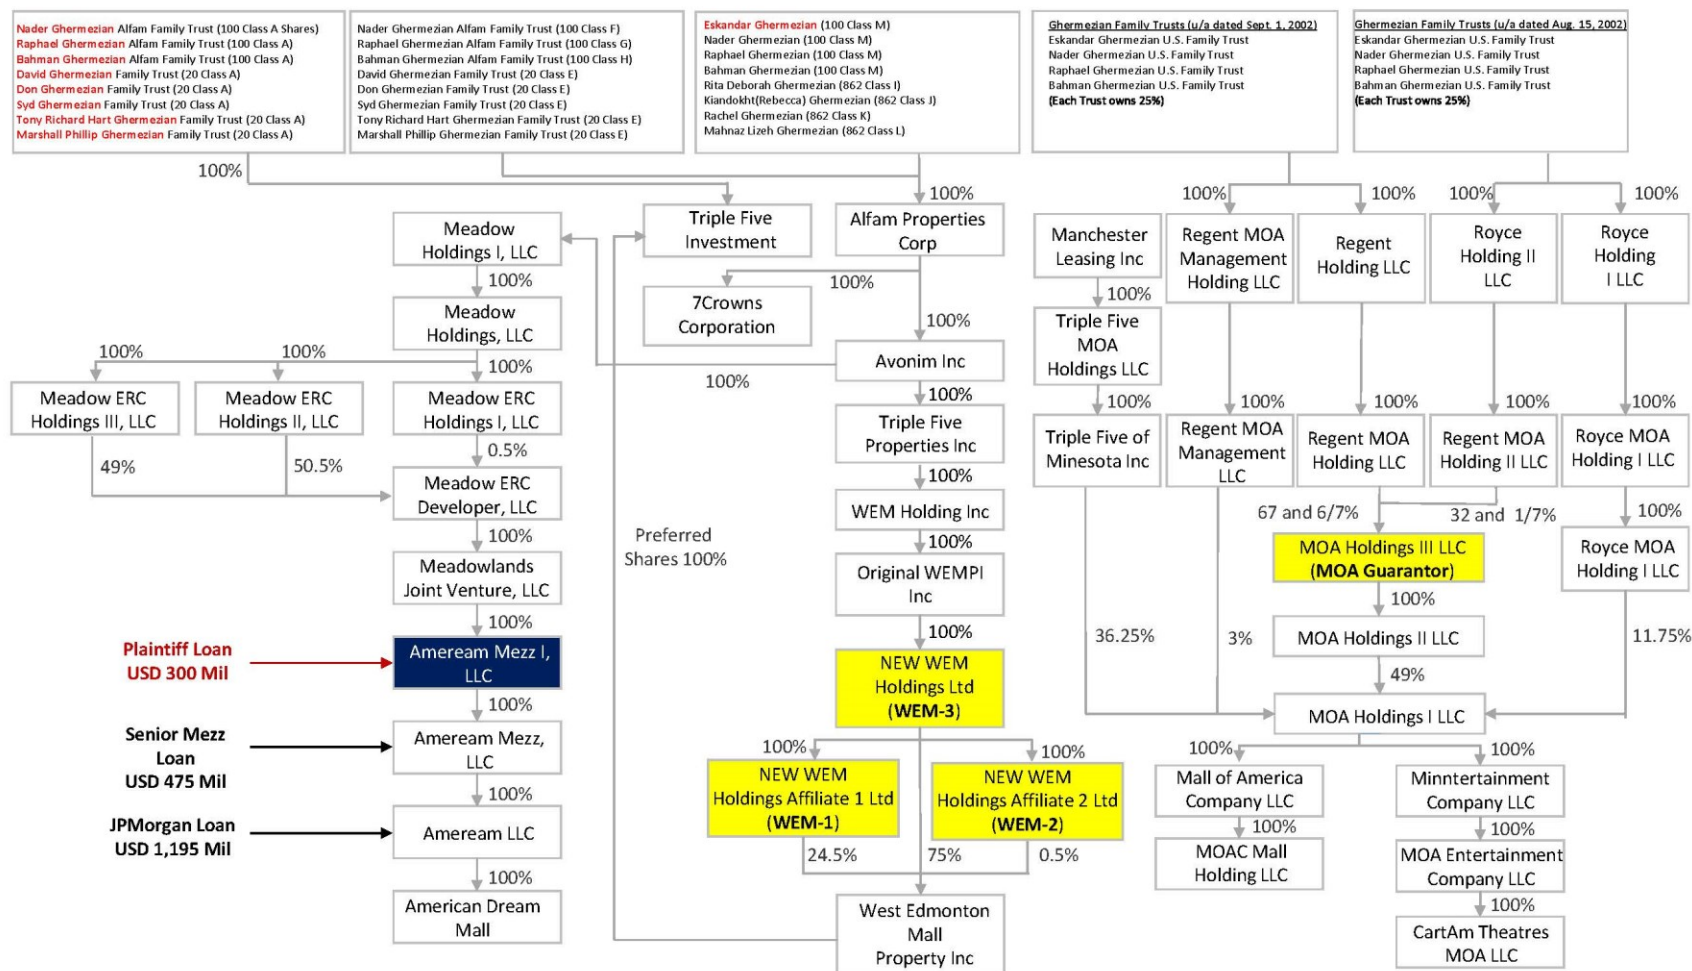 Nader Ghermezian Alfam Family Trust (100 Class A Shares)
Raphael Ghermezian Alfam Family Trust (100 Class A)
Bahman Ghermezian Alfam Family Trust (100 Class A)
David Ghermezian Family Trust (20 Class A)
Don Ghermezian Family Trust (20 Class A)
Syd Ghermezian Family Trust (20 Class A)
Tony Richard Hart Ghermezian Family Trust (20 Class A)
Marshall Phillip Ghermezian Family Trust (20 Class A)
Nader Ghermezian Alfam Family Trust (100 Class F)
Raphael Ghermezian Alfam Family Trust (100 Class G)
Bahman Ghermezian Alfam Family Trust (100 Class H)
David Ghermezian Family Trust (20 Class E)
Don Ghermezian Family Trust (20 Class E)
Syd Ghermezian Family Trust (20 Class E)
Tony Richard Hart Ghermezian Family Trust (20 Class E)
Marshall Phillip Ghermezian Family Trust (20 Class E)
Eskandar Ghermezian (100 Class M)
Nader Ghermezian (100 Class M)
Raphael Ghermezian (100 Class M)
Bahman Ghermezian (100 Class M)
Rita Deborah Ghermezian (862 Class I)
Kiandokht(Rebecca) Ghermezian (862 Class J)
Rachel Ghermezian (862 Class K)
Mahnaz Lizeh Ghermezian (862 Class L)
Ghermezian Family Trusts (u/a dated Sept. 1, 2002)
Eskandar Ghermezian U.S. Family Trust
Nader Ghermezian U.S. Family Trust
Raphael Ghermezian U.S. Family Trust
Bahman Ghermezian U.S. Family Trust
(Each Trust owns 25%)
Ghermezian Family Trusts (u/a dated Aug. 15, 2002)
Eskandar Ghermezian U.S. Family Trust
Nader Ghermezian U.S. Family Trust
Raphael Ghermezian U.S. Family Trust
Bahman Ghermezian U.S. Family Trust
(Each Trust owns 25%)
100%
100%
100%
100%
100%
100%
Meadow
Holdings I, LLC
Triple Five
Investment
Alfam Properties
Corp
Manchester
Leasing Inc
Regent MOA
Management
Holding LLC
Regent
Holding LLC
Royce
Holding II
LLC
Royce
Holding
I LLC
100%
100%
100%
Meadow
Holdings, LLC
7Crowns
Corporation
100%
Triple Five
MOA
Holdings LLC
100%
100%
100%
Avonim Inc
100%
100%
100%
100%
100%
100%
100%
100%
Meadow ERC
Holdings III, LLC
Meadow ERC
Holdings II, LLC
Meadow ERC
Holdings I, LLC
Triple Five
Properties Inc
Triple Five of
Minesota Inc
Regent MOA
Management
LLC
Regent MOA
Holding LLC
Regent MOA
Holding II LLC
Royce MOA
Holding I LLC
49%
50.5%
0.5%
100%
Meadow ERC
Developer, LLC
WEM Holding Inc
67 and 6/7%
32 and 1/7%
100%
100%
Preferred
Shares 100%
100%
MOA Holdings III LLC
(MOA Guarantor)
Royce MOA
Holding I LLC
Meadowlands
Joint Venture, LLC
Original WEMPI
Inc
100%
100%
100%
MOA Holdings II LLC
36.25%
3%
11.75%
Plaintiff Loan
USD 300 Mil
Ameream Mezz I,
LLC
NEW WEM
Holdings Ltd
(WEM-3)
49%
MOA Holdings I LLC
100%
Senior Mezz
Loan
USD 475 Mil
Ameream Mezz,
LLC
100%
100%
100%
100%
NEW WEM
Holdings Affiliate 1 Ltd
(WEM-1)
NEW WEM
Holdings Affiliate 2 Ltd
(WEM-2)
Mall of America
Company LLC
Minntertainment
Company LLC
100%
JPMorgan Loan
USD 1,195 Mil
Ameream LLC
100%
100%
24.5%
75%
0.5%
MOAC Mall
Holding LLC
MOA Entertainment
Company LLC
100%
American Dream
Mall
West Edmonton
Mall
Property Inc
100%
CartAm Theatres
MOA LLC